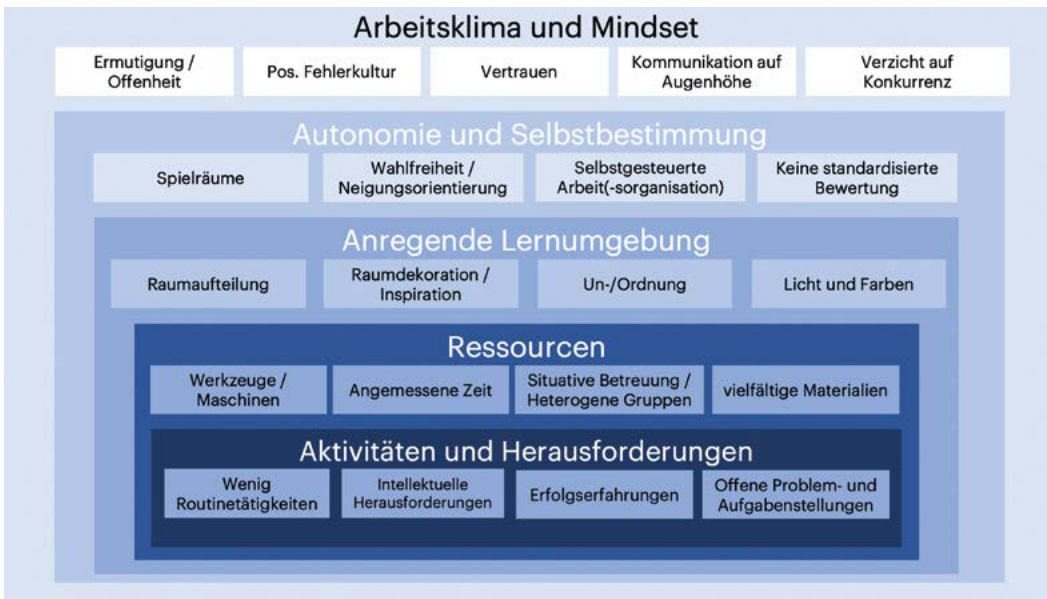 Arbeitsklima und Mindset
Ermutigung /
Offenheit
Pos. Fehlerkultur
Vertrauen
Kommunikation auf
Augenhöhe
Verzicht auf
Konkurrenz
Autonomie und Selbstbestimmung
Spielräume
Wahlfreiheit /
Neigungsorientierung
Selbstgesteuerte
Arbeit(-sorganisation)
Keine standardisierte
Bewertung
Anregende Lernumgebung
Raumaufteilung
Raumdekoration /
Inspiration
Un-/Ordnung
Licht und Farben
Ressourcen
Werkzeuge /
Maschinen
Angemessene Zeit
Situative Betreuung /
Heterogene Gruppen
vielfältige Materialien
Aktivitäten und Herausforderungen
Wenig
Routinetätigkeiten
Intellektuelle
Herausforderungen
Erfolgserfahrungen
Offene Problem- und
Aufgabenstellungen